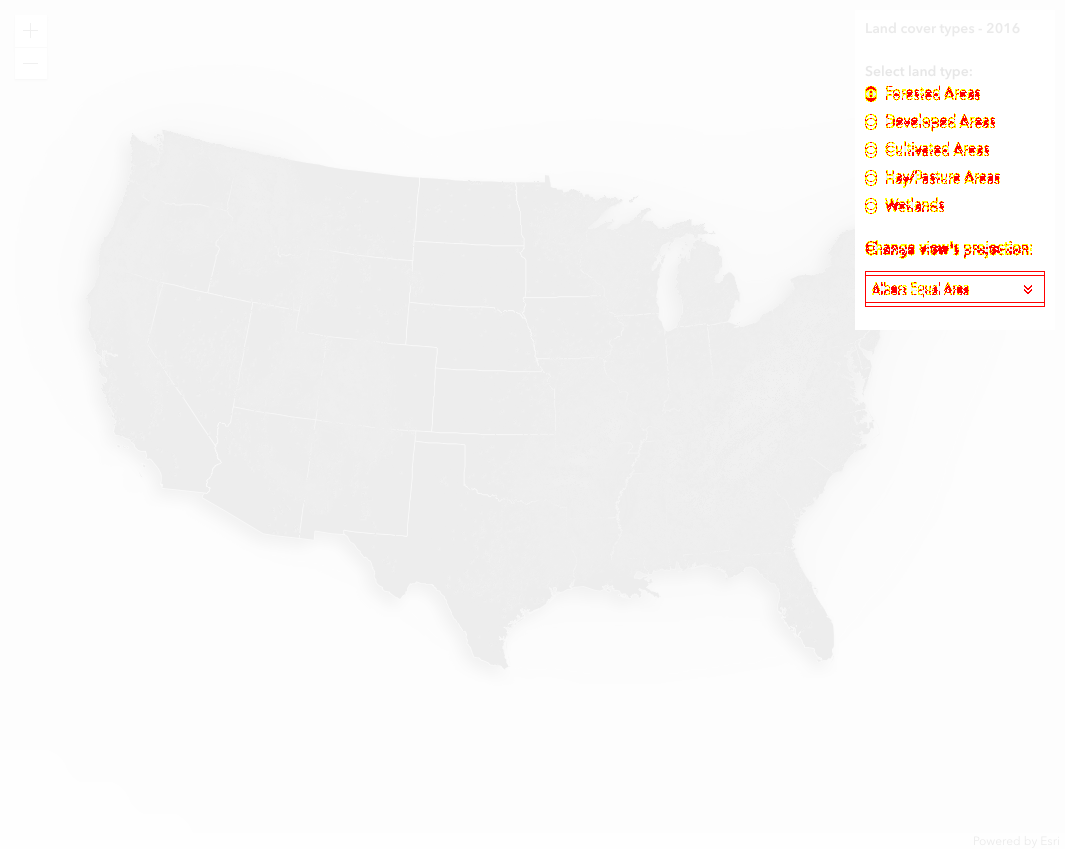 +
−
Land cover types - 2016
Select land type:
Forested Areas
Developed Areas
Cultivated Areas
Hay/Pasture Areas
Wetlands
Change view's projection:
Albers Equal Area
Powered by Esri